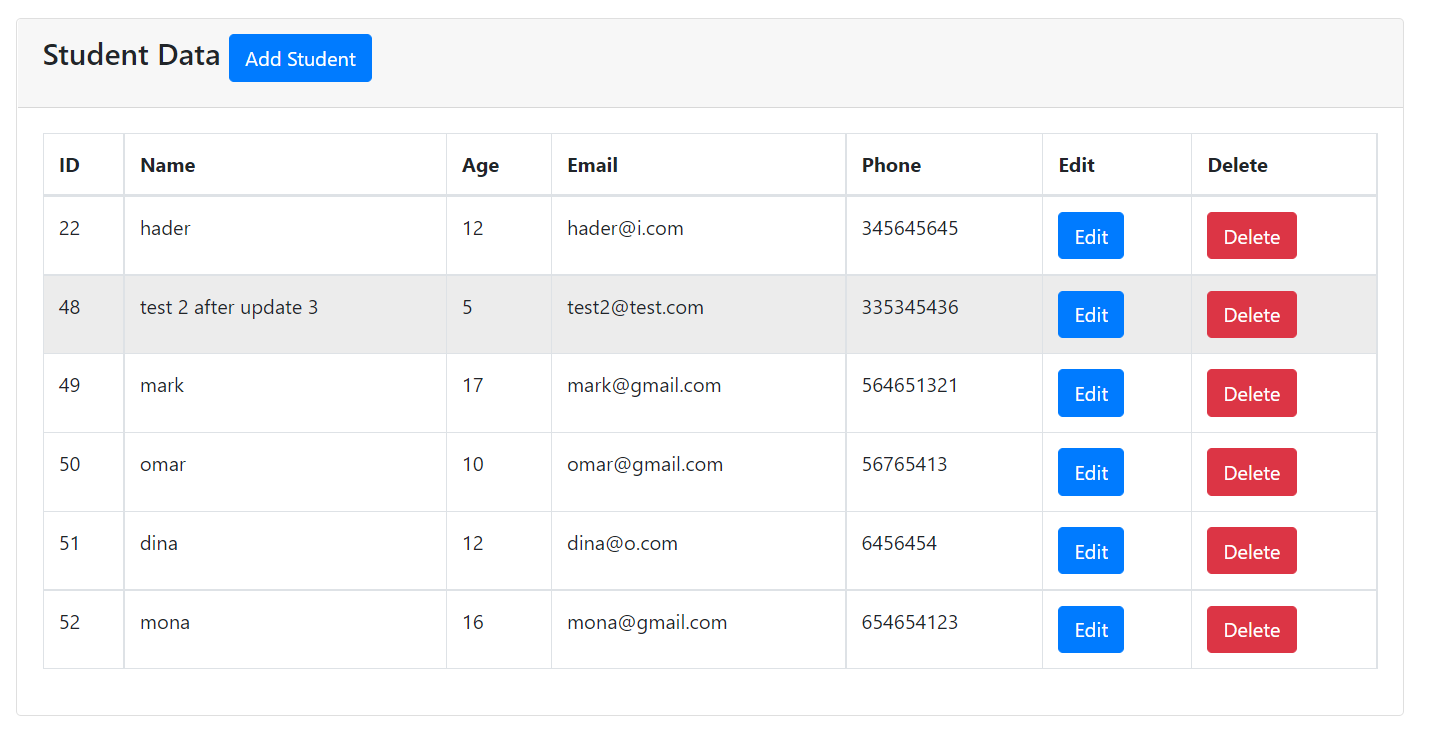 Student Data Add Student
ID Name Age Email Phone Edit Delete
22 hader 12 hader@i.com 345645645 Edit Delete
48 test 2 after update 3 5 test2@test.com 335345436 Edit Delete
49 mark 17 mark@gmail.com 564651321 Edit Delete
50 omar 10 omar@gmail.com 56765413 Edit Delete
51 dina 12 dina@o.com 6456454 Edit Delete
52 mona 16 mona@gmail.com 654654123 Edit Delete